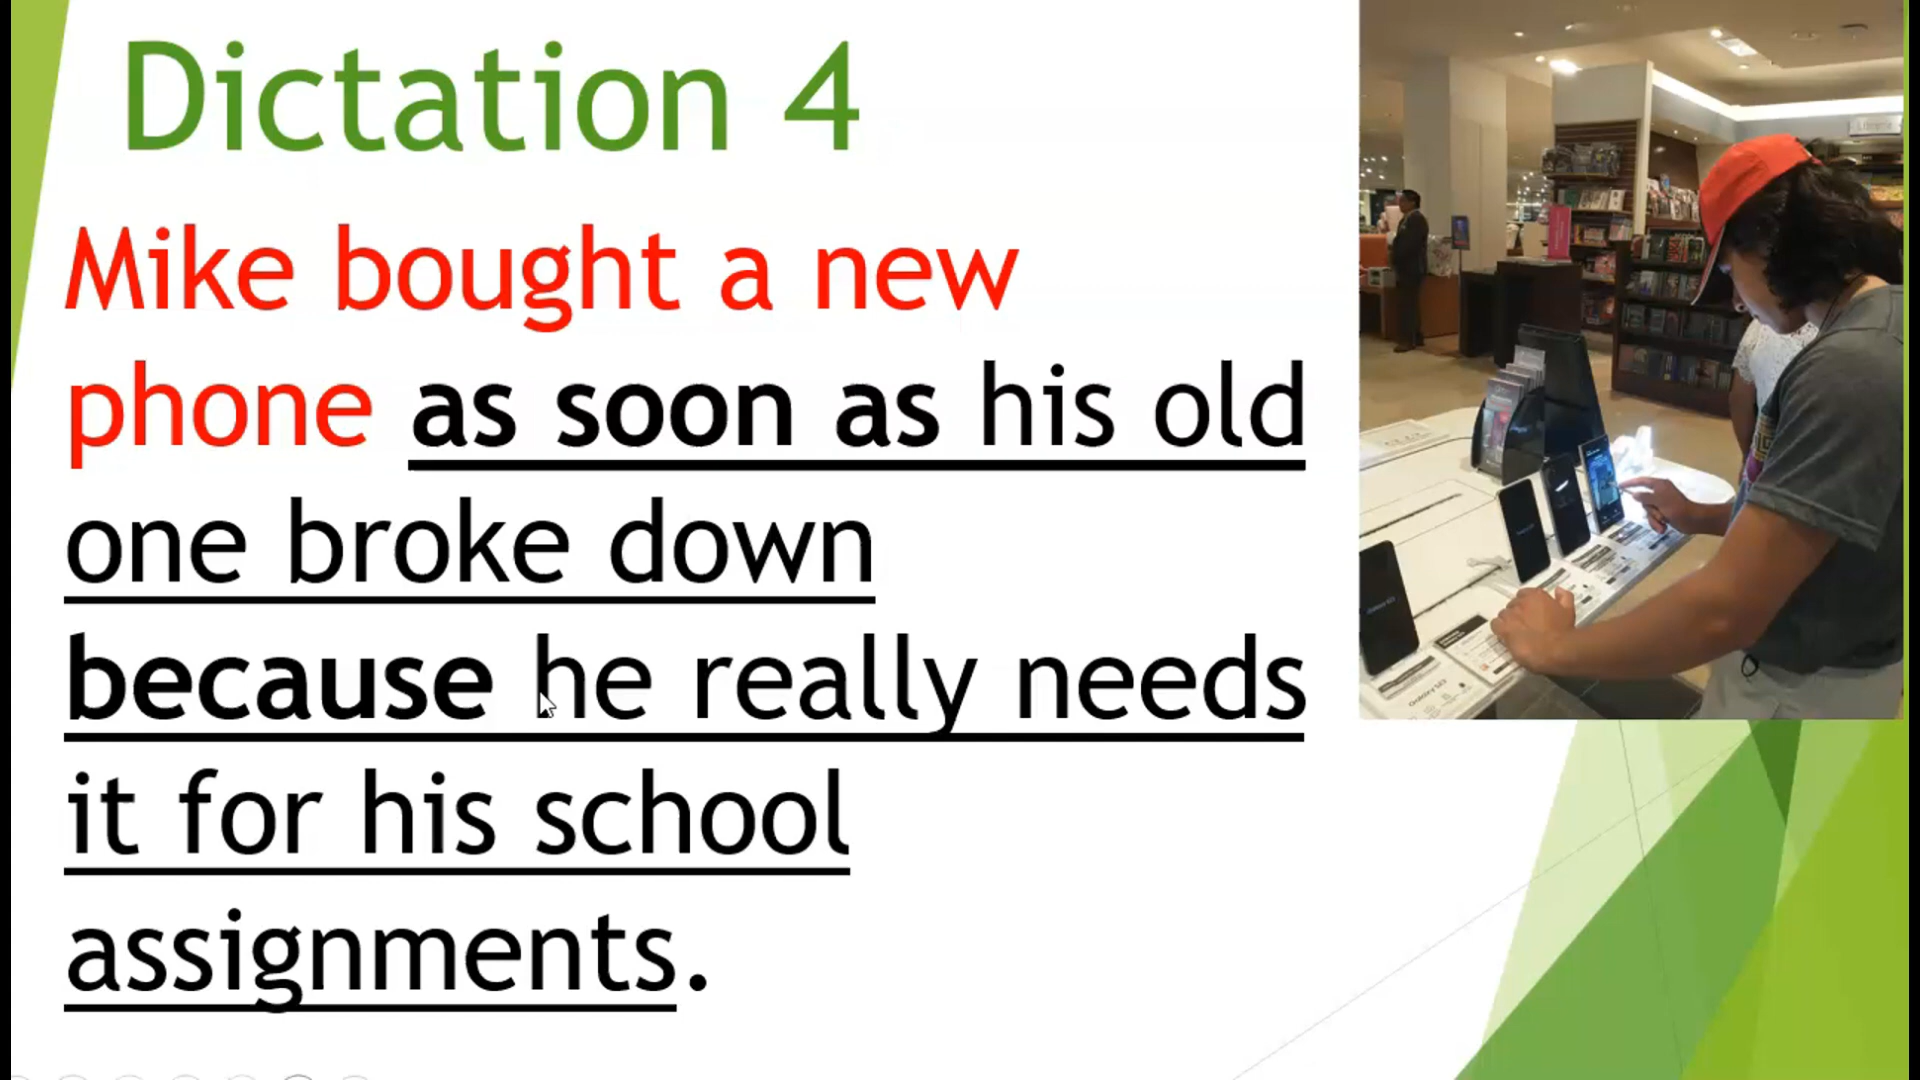 Dictation 4
Mike bought a new
phone as soon as his old
one broke down
because he really needs
it for his school
assignments.